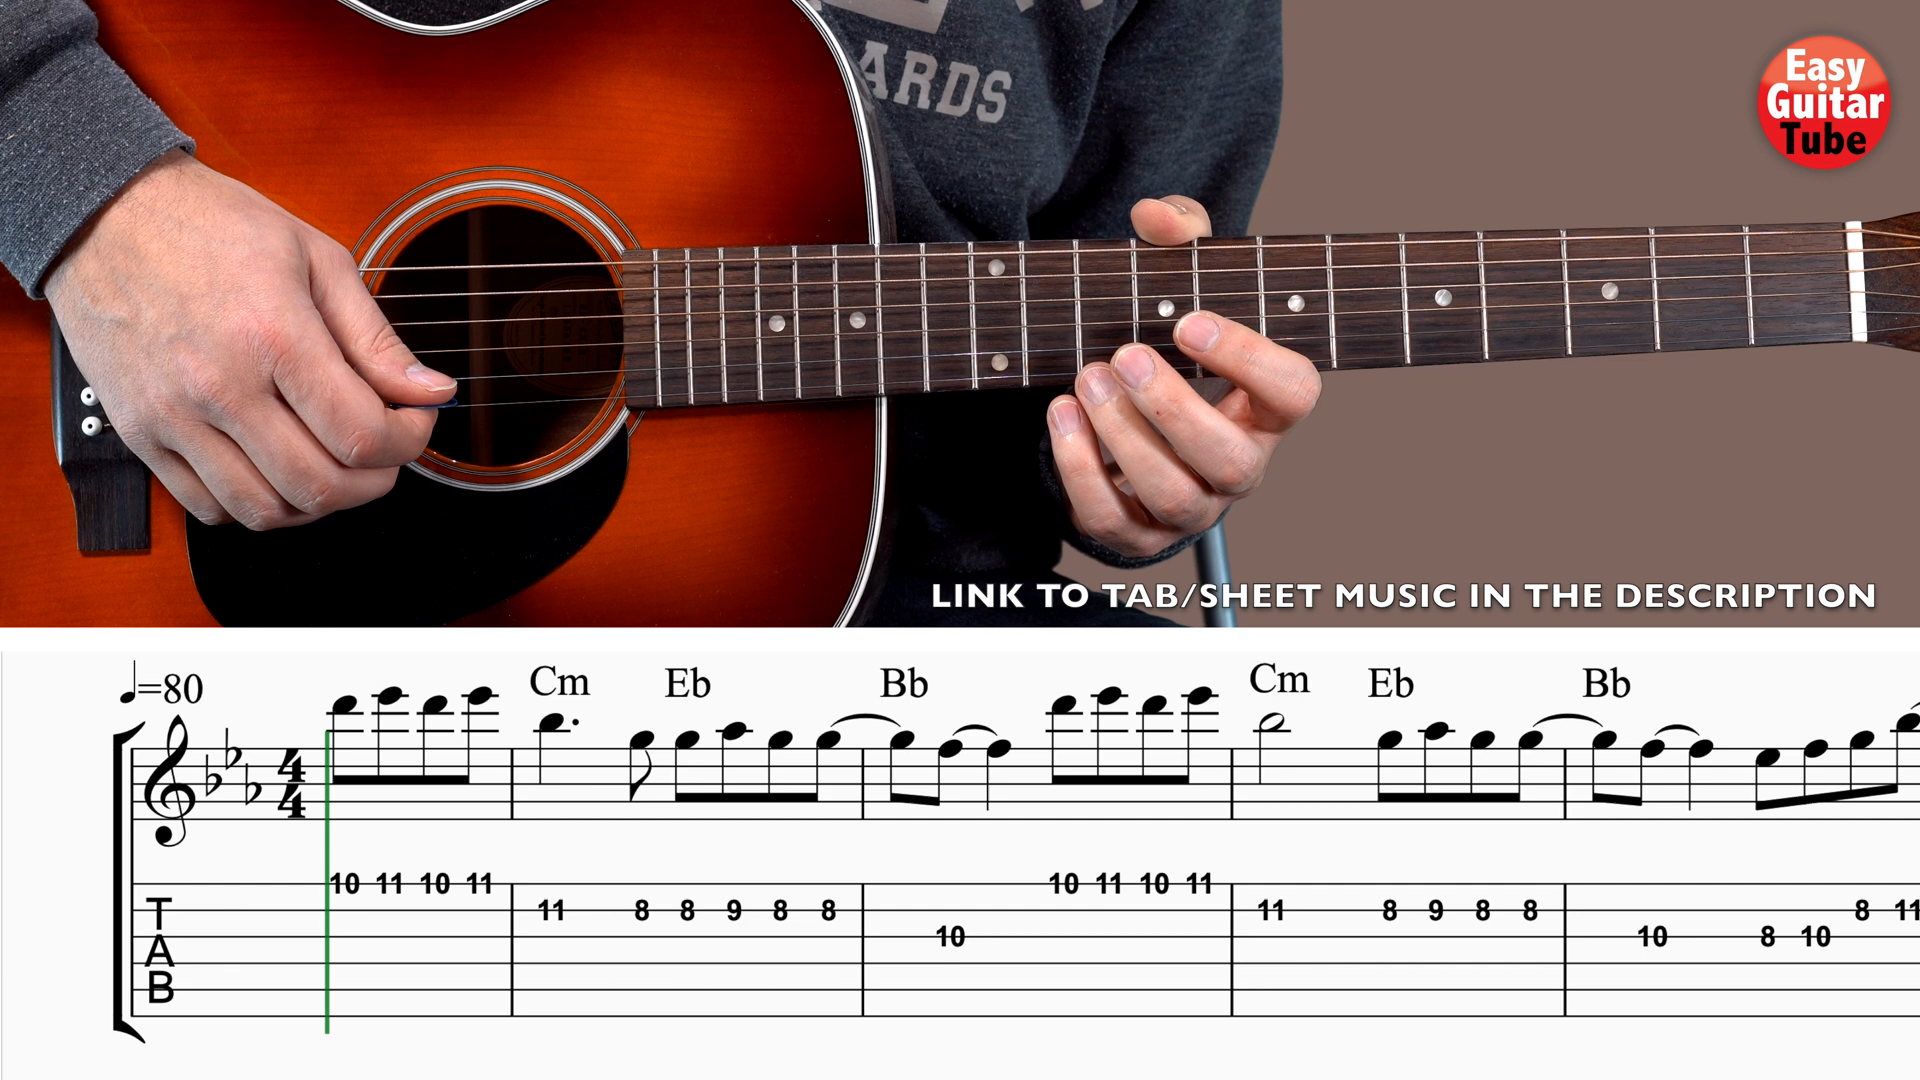 Easy
Guitar
Tube
ARDS
LINK TO TAB/SHEET MUSIC IN THE DESCRIPTION
♩=80
Cm Eb Bb Cm Eb Bb
4
4
10 11 10 11 10 11 10 11
T 11 8 8 9 8 8 11 8 9 8 8 8 11
A 10 10 8 10
B